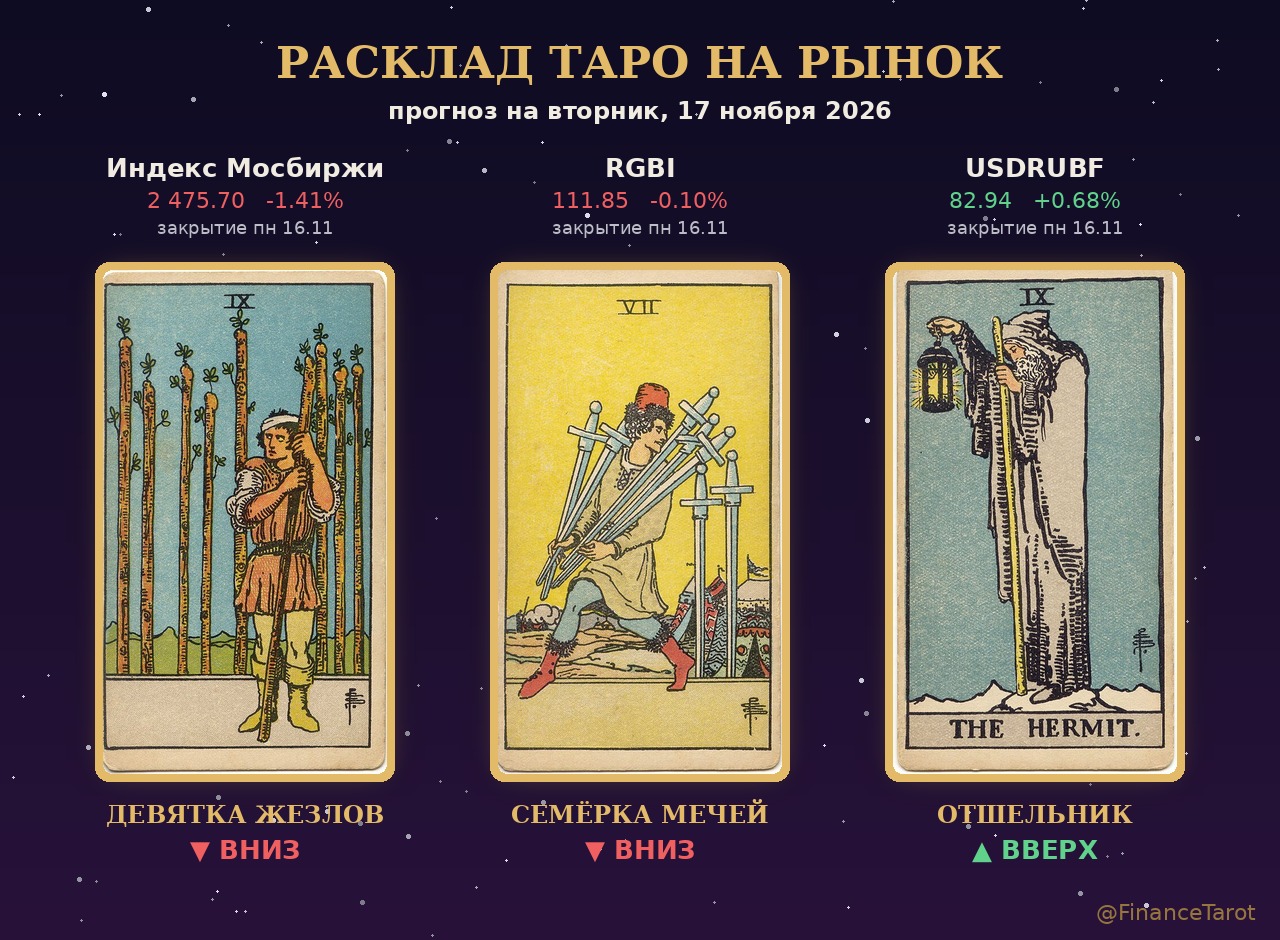 РАСКЛАД ТАРО НА РЫНОК
прогноз на вторник, 17 ноября 2026
Индекс Мосбиржи
2 475.70 -1.41%
закрытие пн 16.11
RGBI
111.85 -0.10%
закрытие пн 16.11
USDRUBF
82.94 +0.68%
закрытие пн 16.11
IX
VII
IX
THE HERMIT.
ДЕВЯТКА ЖЕЗЛОВ
▼ ВНИЗ
СЕМЁРКА МЕЧЕЙ
▼ ВНИЗ
ОТШЕЛЬНИК
▲ ВВЕРХ
@FinanceTarot